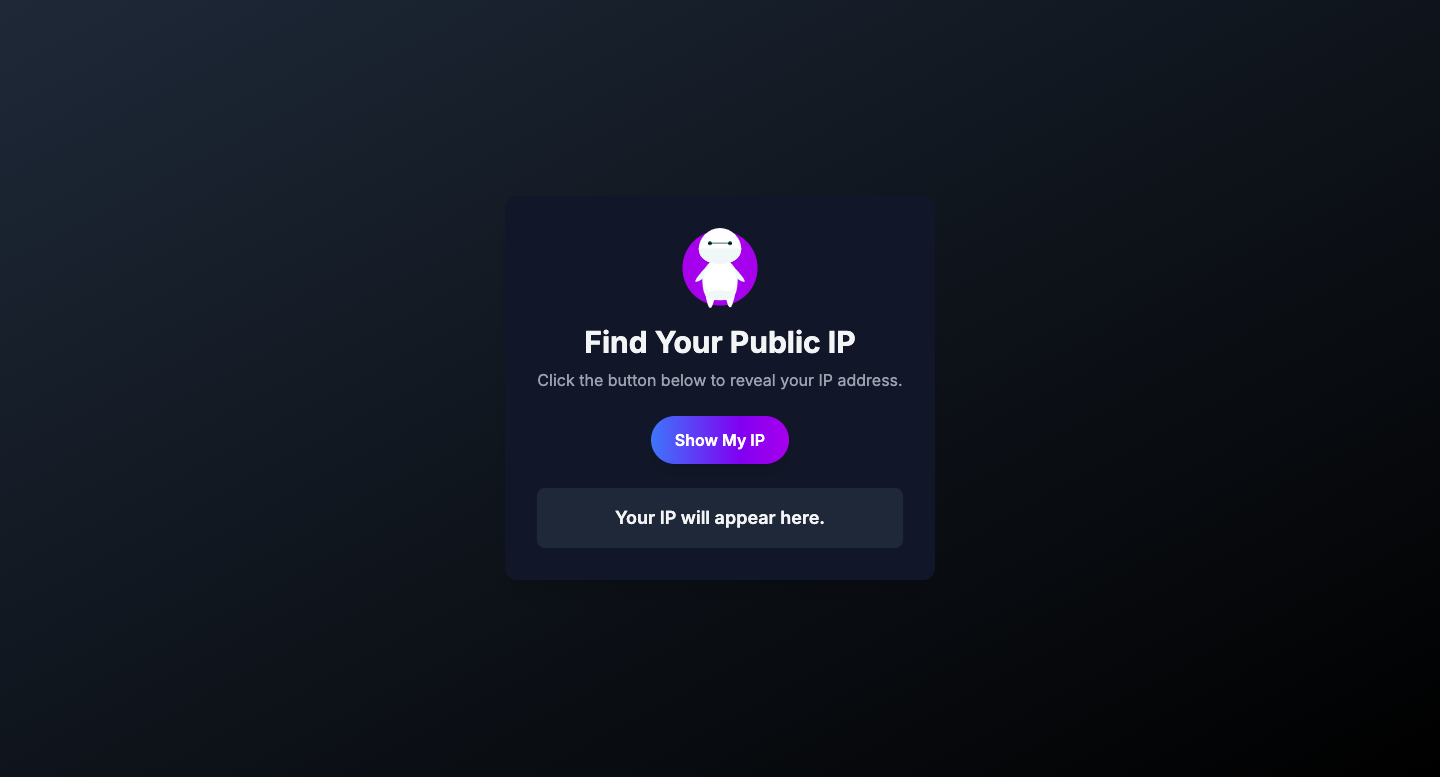 Find Your Public IP
Click the button below to reveal your IP address.
Show My IP
Your IP will appear here.